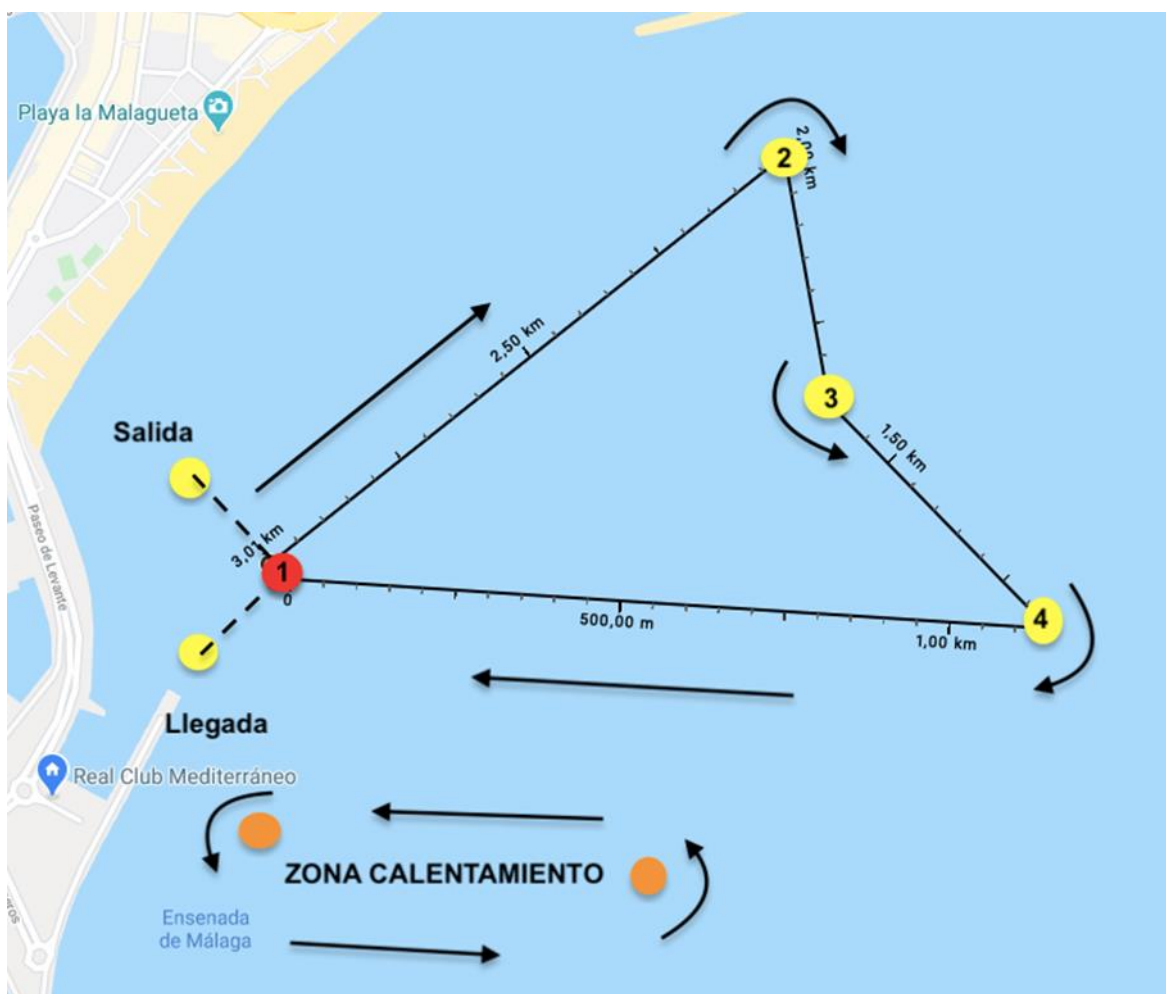 Playa la Malagueta
2
2,00 km
2,50 km
3
1,50 km
Salida
Paseo de Levante
3,01 km
1
0
500,00 m
4
1,00 km
Llegada
Real Club Mediterráneo
ZONA CALENTAMIENTO
Ensenada
de Málaga